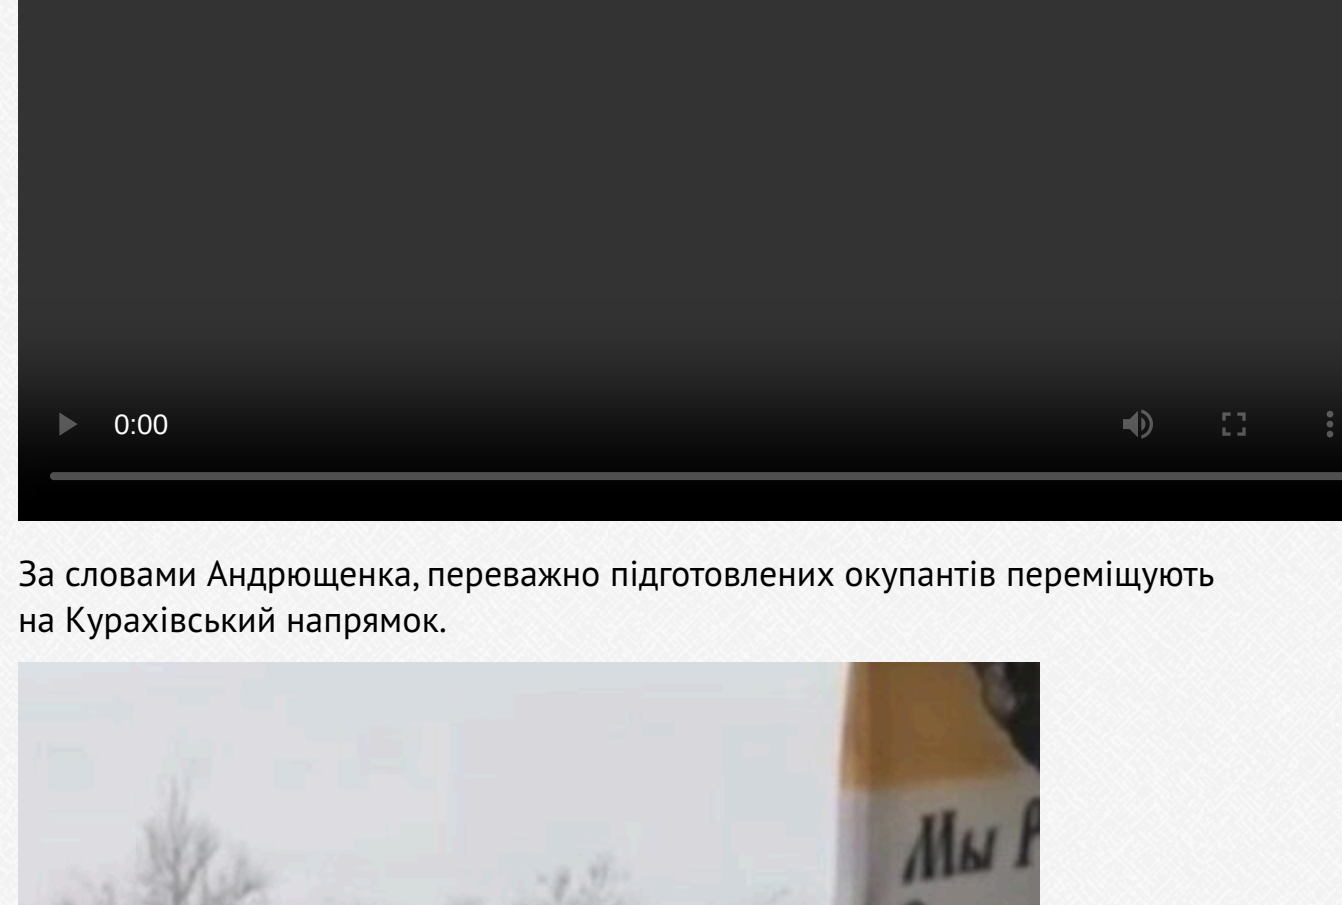 0:00
За словами Андрющенка, переважно підготовлених окупантів переміщують
на Курахівський напрямок.
Мы